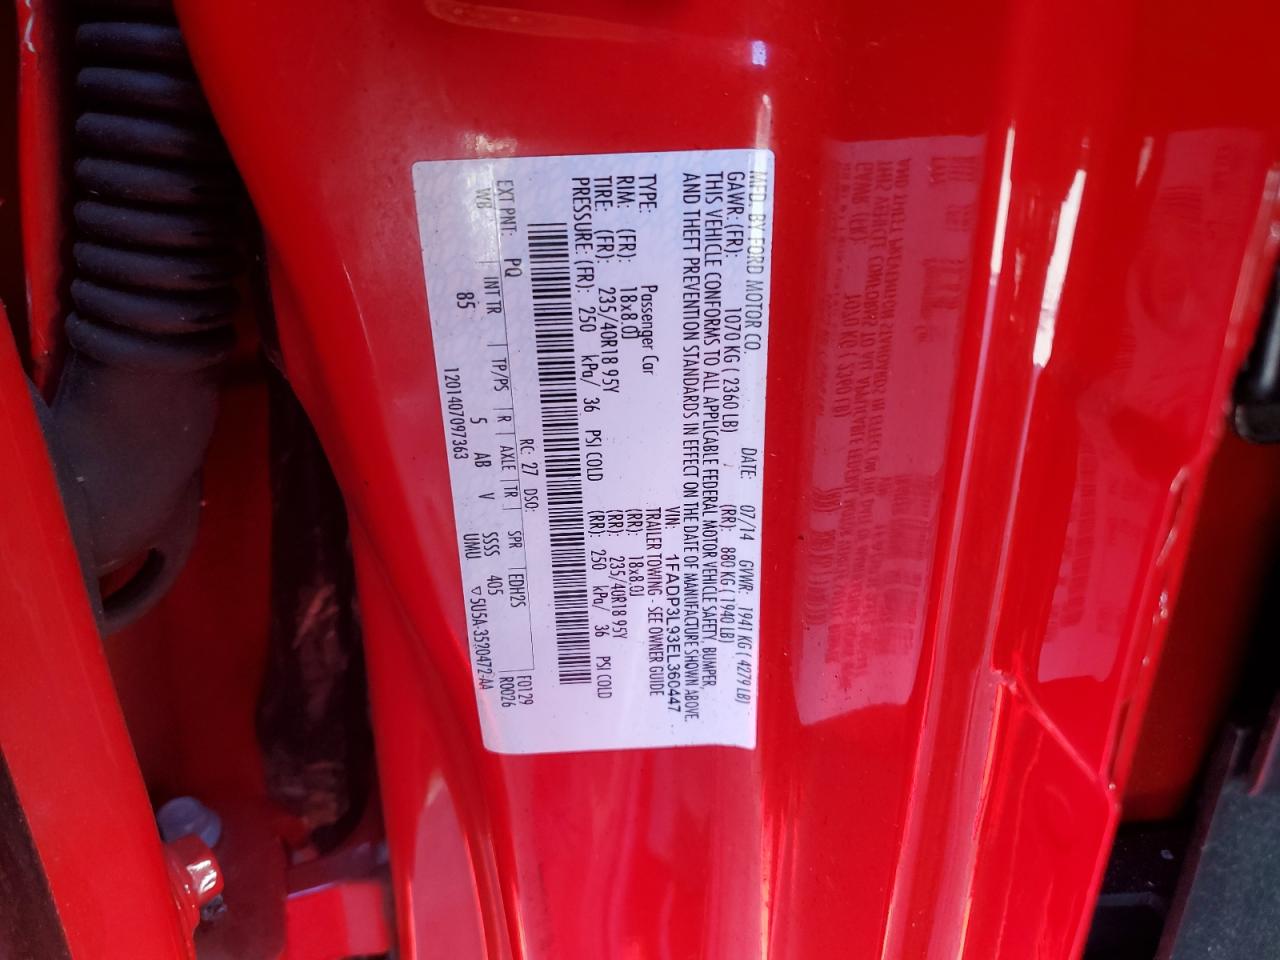 MFD. BY FORD MOTOR CO. DATE: 07/14 GVWR: 1941 KG ( 4279 LB)
GAWR: (FR): 1070 KG ( 2360 LB) (RR): 880 KG ( 1940 LB)
THIS VEHICLE CONFORMS TO ALL APPLICABLE FEDERAL MOTOR VEHICLE SAFETY, BUMPER,
AND THEFT PREVENTION STANDARDS IN EFFECT ON THE DATE OF MANUFACTURE SHOWN ABOVE.
VIN: 1FADP3L93EL360447
TYPE: Passenger Car TRAILER TOWING - SEE OWNER GUIDE
RIM: (FR): 18x8.0J (RR): 18x8.0J
TIRE: (FR): 235/40R18 95Y (RR): 235/40R18 95Y
PRESSURE: (FR): 250 kPa/ 36 PSI COLD (RR): 250 kPa/ 36 PSI COLD
RC: 27 DSO: F0129
EXT PNT: PQ R0026
WB INT TR TP/PS R AXLE TR SPR EDH2S
85 5 AB V SSSS 405
120140709 7363 UMU ▽5U5A-3520472-AA